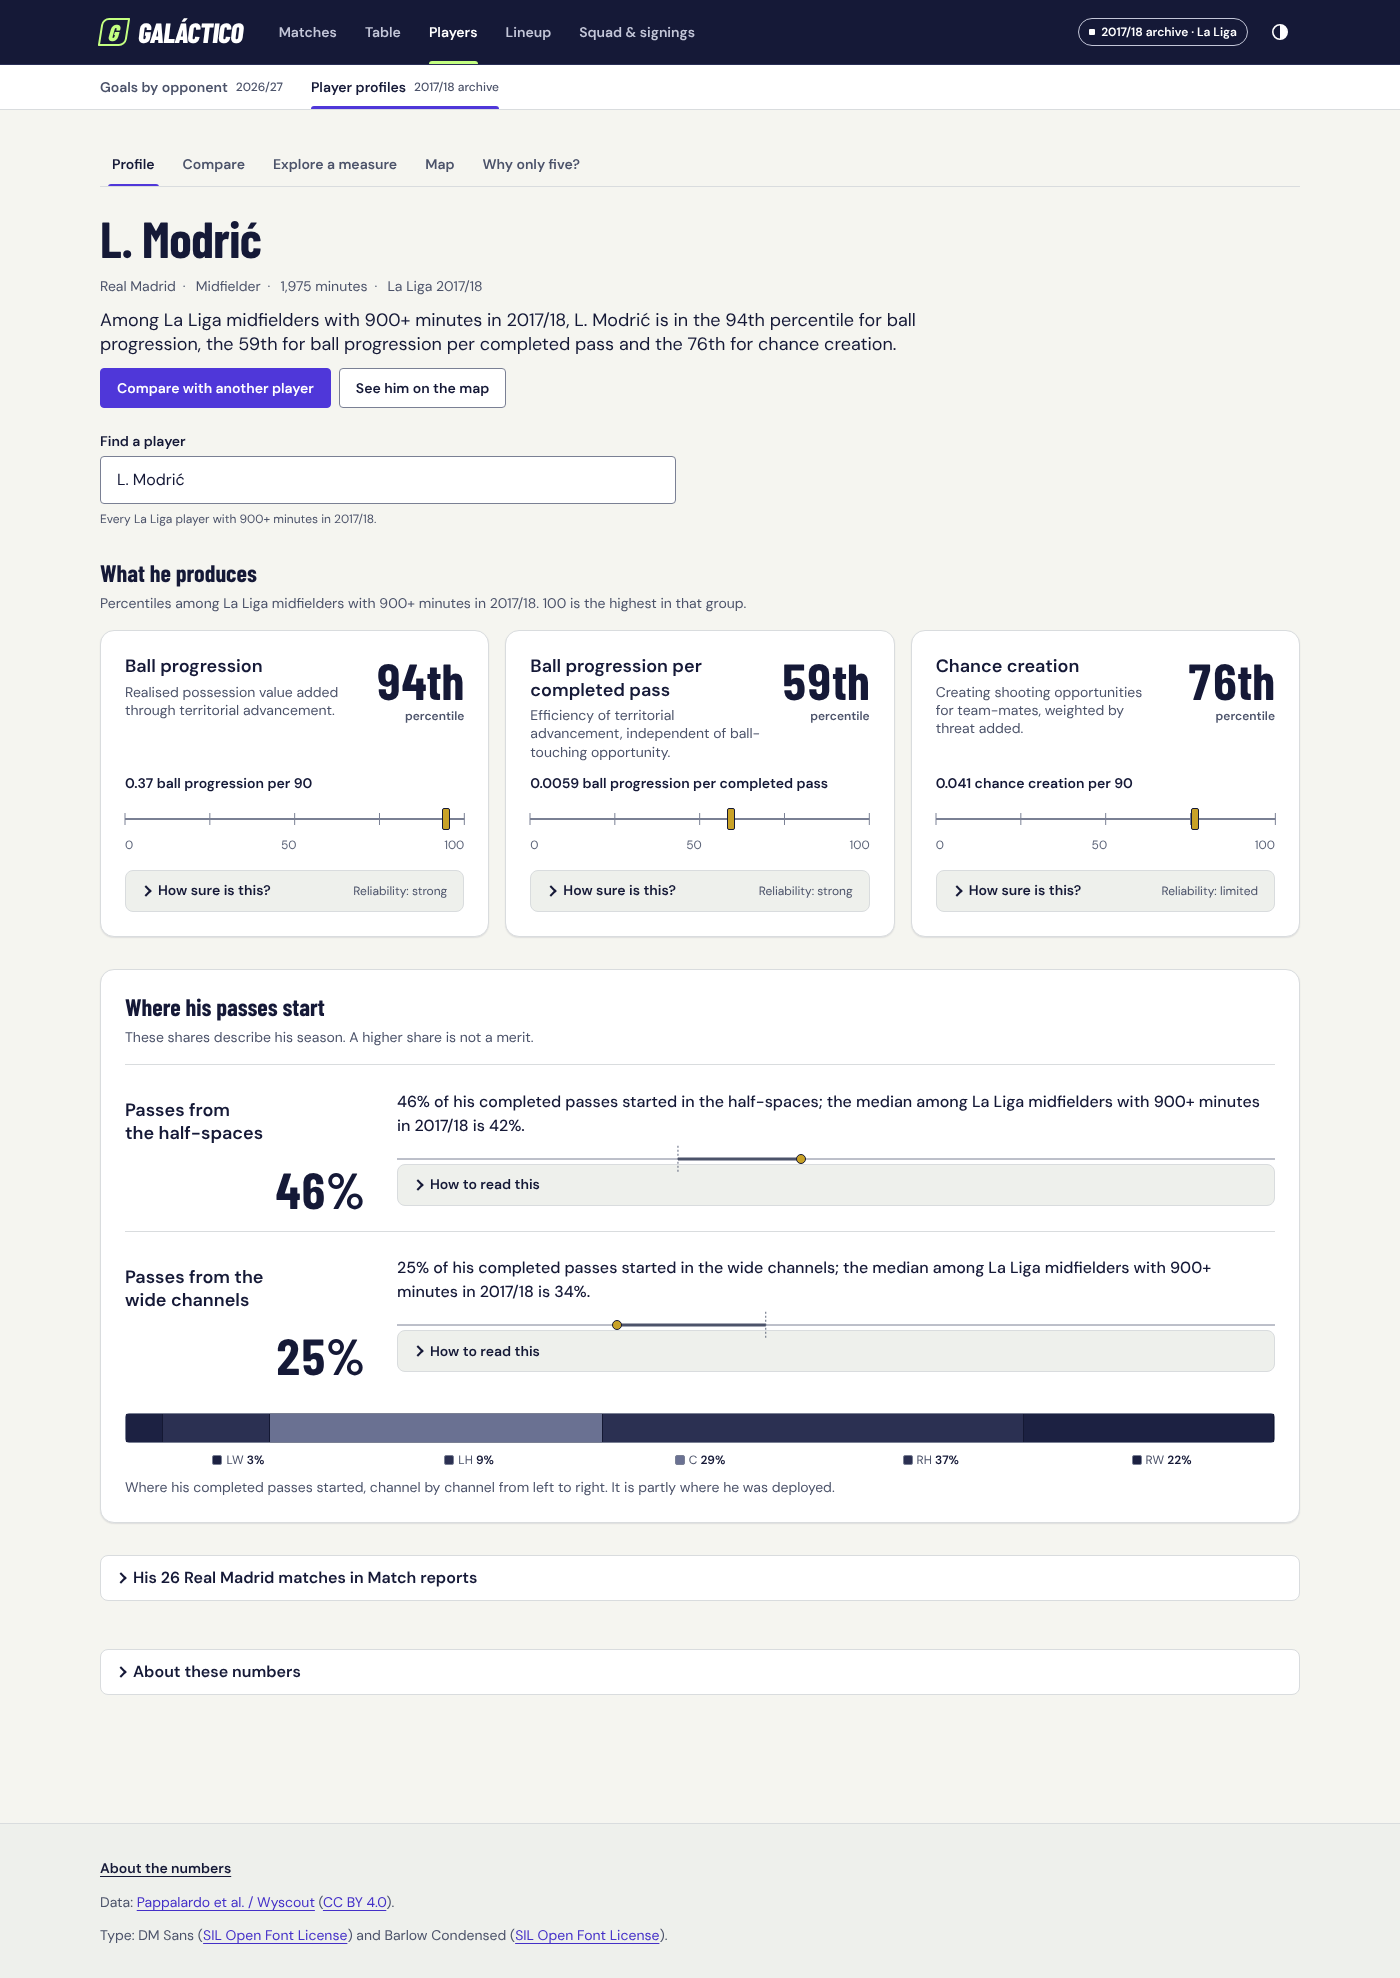 G GALÁCTICO Matches Table Players Lineup Squad & signings 2017/18 archive · La Liga
Goals by opponent 2026/27 Player profiles 2017/18 archive
Profile Compare Explore a measure Map Why only five?
L. Modrić
Real Madrid · Midfielder · 1,975 minutes · La Liga 2017/18
Among La Liga midfielders with 900+ minutes in 2017/18, L. Modrić is in the 94th percentile for ball
progression, the 59th for ball progression per completed pass and the 76th for chance creation.
Compare with another player See him on the map
Find a player
L. Modrić
Every La Liga player with 900+ minutes in 2017/18.
What he produces
Percentiles among La Liga midfielders with 900+ minutes in 2017/18. 100 is the highest in that group.
Ball progression
Realised possession value added
through territorial advancement.
94th
percentile
0.37 ball progression per 90
0 50 100
How sure is this? Reliability: strong
Ball progression per
completed pass
Efficiency of territorial
advancement, independent of ball-
touching opportunity.
59th
percentile
0.0059 ball progression per completed pass
0 50 100
How sure is this? Reliability: strong
Chance creation
Creating shooting opportunities
for team-mates, weighted by
threat added.
76th
percentile
0.041 chance creation per 90
0 50 100
How sure is this? Reliability: limited
Where his passes start
These shares describe his season. A higher share is not a merit.
Passes from
the half-spaces
46%
46% of his completed passes started in the half-spaces; the median among La Liga midfielders with 900+ minutes
in 2017/18 is 42%.
How to read this
Passes from the
wide channels
25%
25% of his completed passes started in the wide channels; the median among La Liga midfielders with 900+
minutes in 2017/18 is 34%.
How to read this
LW 3% LH 9% C 29% RH 37% RW 22%
Where his completed passes started, channel by channel from left to right. It is partly where he was deployed.
His 26 Real Madrid matches in Match reports
About these numbers
About the numbers
Data: Pappalardo et al. / Wyscout (CC BY 4.0).
Type: DM Sans (SIL Open Font License) and Barlow Condensed (SIL Open Font License).